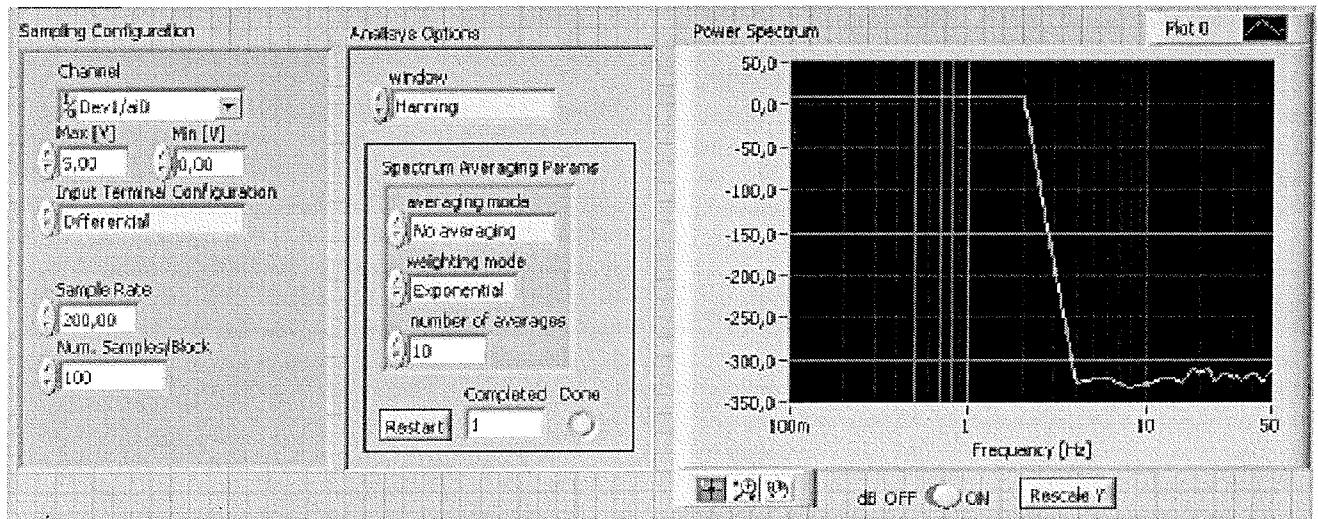 Sampling Configuration
Channel
Dev1/ai0
Max [V]
Min [V]
5,00
0,00
Input Terminal Configuration
Differential
Sample Rate
200,00
Num. Samples/Block
100
Analisys Options
window
Hanning
Spectrum Averaging Params
averaging mode
No averaging
weighting mode
Exponential
number of averages
10
Completed
Done
Restart
1
Power Spectrum
Plot 0
50,0
0,0
-50,0
-100,0
-150,0
-200,0
-250,0
-300,0
-350,0
100m
1
10
50
Frequency [Hz]
dB OFF
ON
Rescale Y